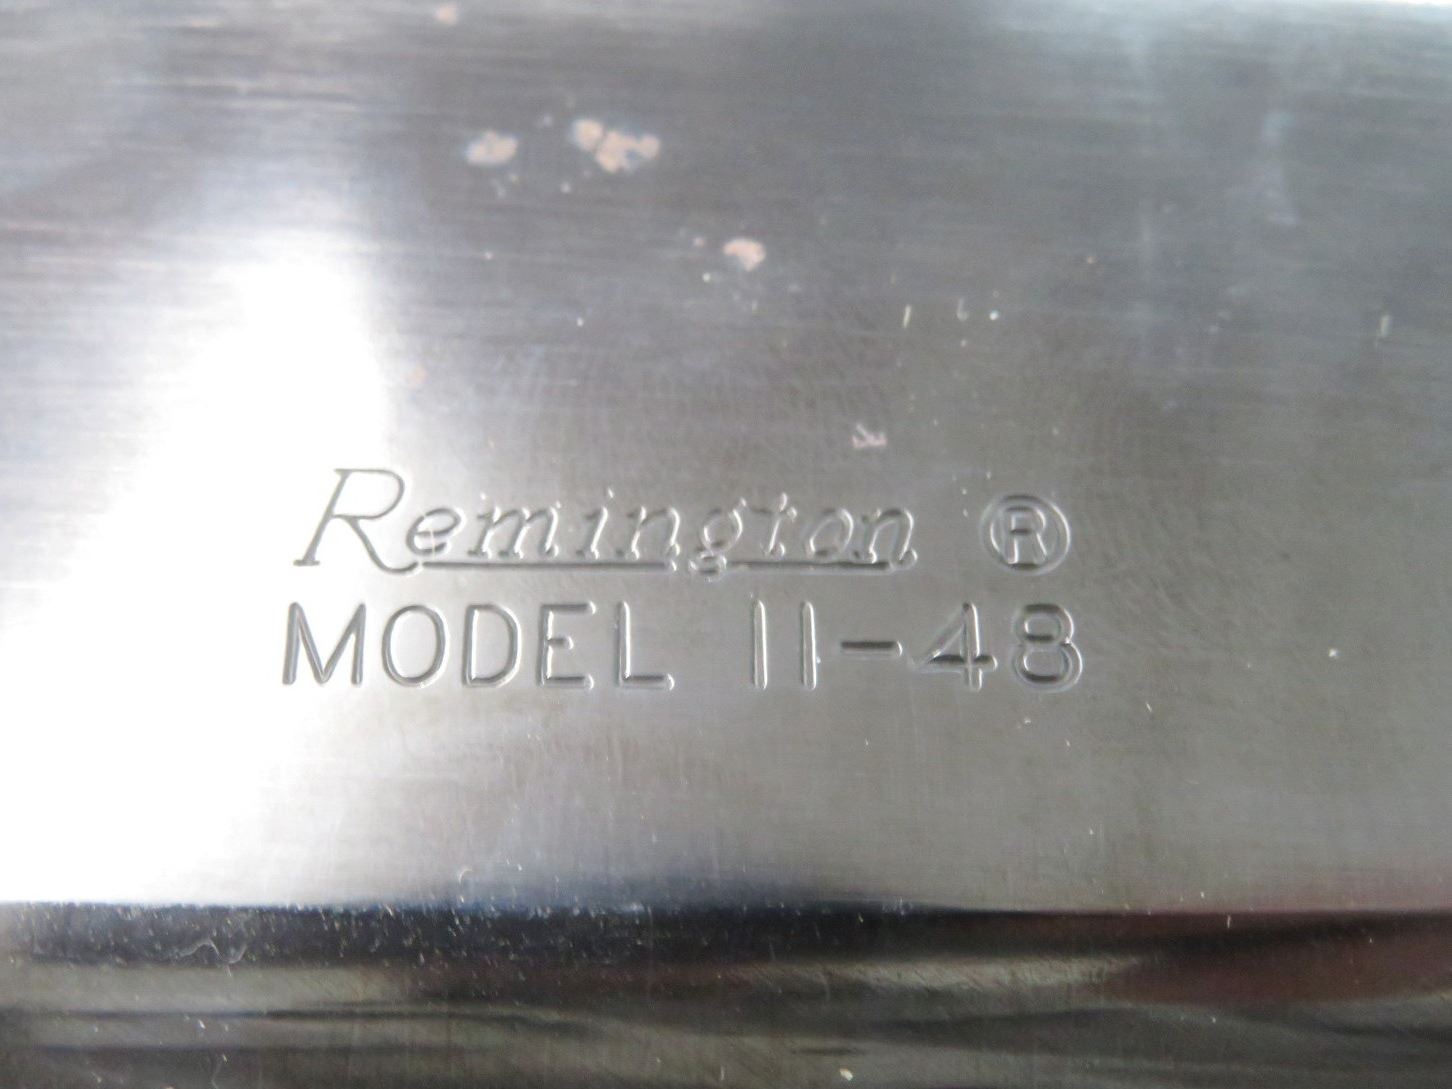 Remington ®
MODEL 11-48